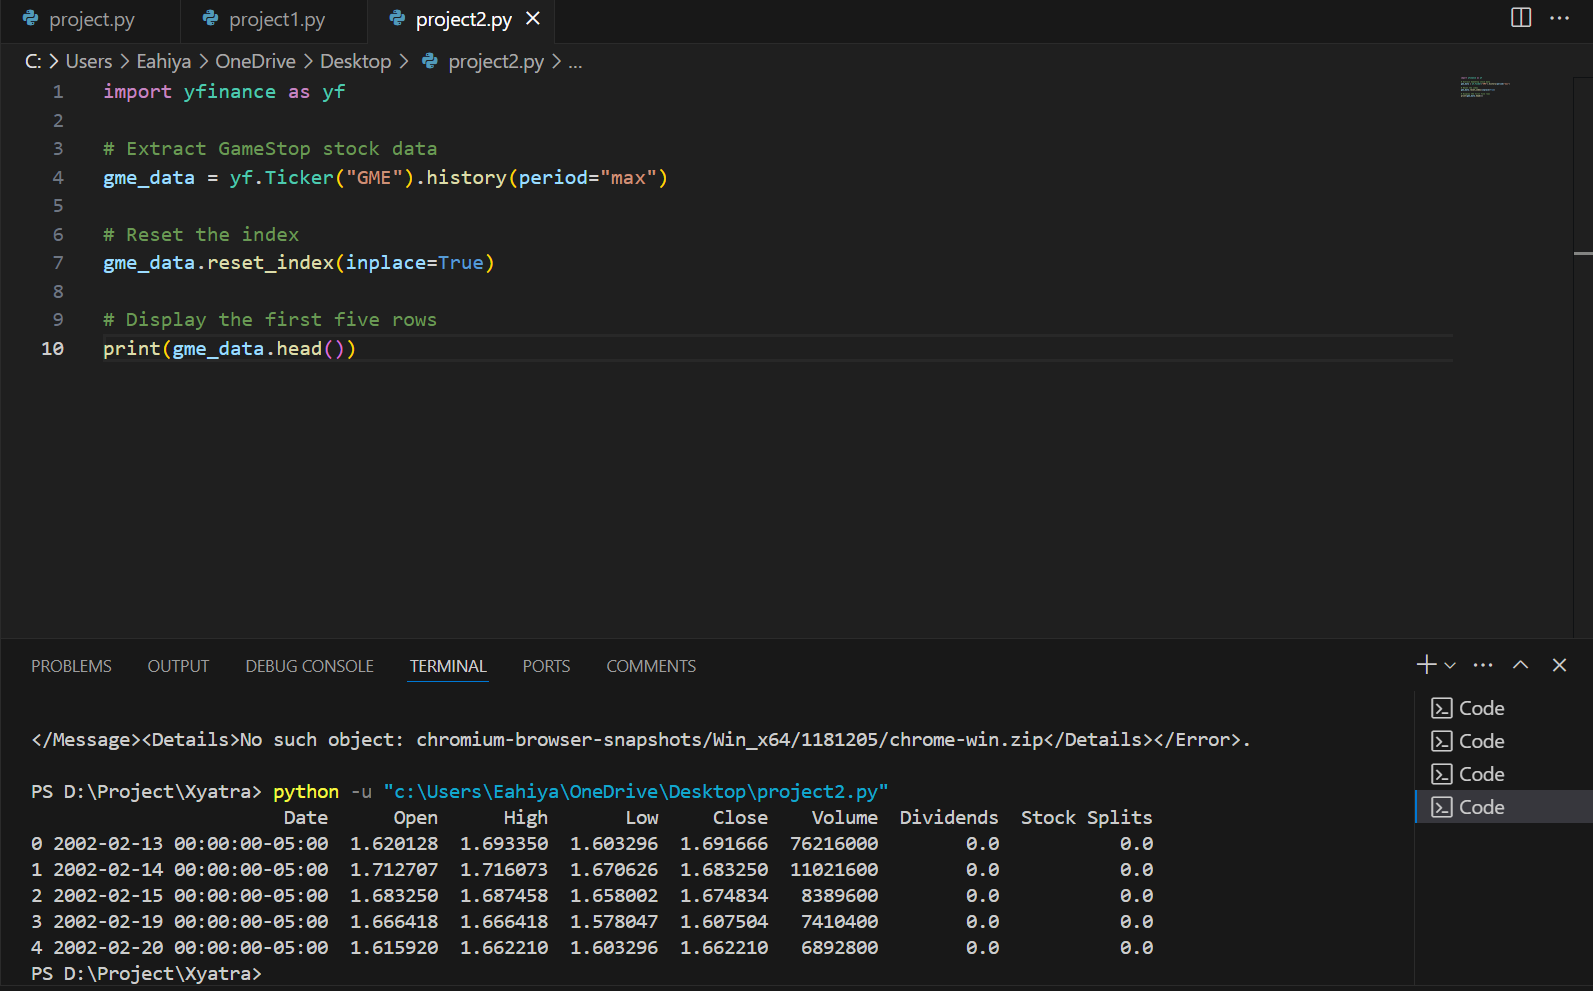 project.py project1.py project2.py
C: > Users > Eahiya > OneDrive > Desktop > project2.py > ...
1 import yfinance as yf
2
3 # Extract GameStop stock data
4 gme_data = yf.Ticker("GME").history(period="max")
5
6 # Reset the index
7 gme_data.reset_index(inplace=True)
8
9 # Display the first five rows
10 print(gme_data.head())
PROBLEMS OUTPUT DEBUG CONSOLE TERMINAL PORTS COMMENTS
</Message><Details>No such object: chromium-browser-snapshots/Win_x64/1181205/chrome-win.zip</Details></Error>.
PS D:\Project\Xyatra> python -u "c:\Users\Eahiya\OneDrive\Desktop\project2.py"
Date Open High Low Close Volume Dividends Stock Splits
0 2002-02-13 00:00:00-05:00 1.620128 1.693350 1.603296 1.691666 76216000 0.0 0.0
1 2002-02-14 00:00:00-05:00 1.712707 1.716073 1.670626 1.683250 11021600 0.0 0.0
2 2002-02-15 00:00:00-05:00 1.683250 1.687458 1.658002 1.674834 8389600 0.0 0.0
3 2002-02-19 00:00:00-05:00 1.666418 1.666418 1.578047 1.607504 7410400 0.0 0.0
4 2002-02-20 00:00:00-05:00 1.615920 1.662210 1.603296 1.662210 6892800 0.0 0.0
PS D:\Project\Xyatra>
Code
Code
Code
Code